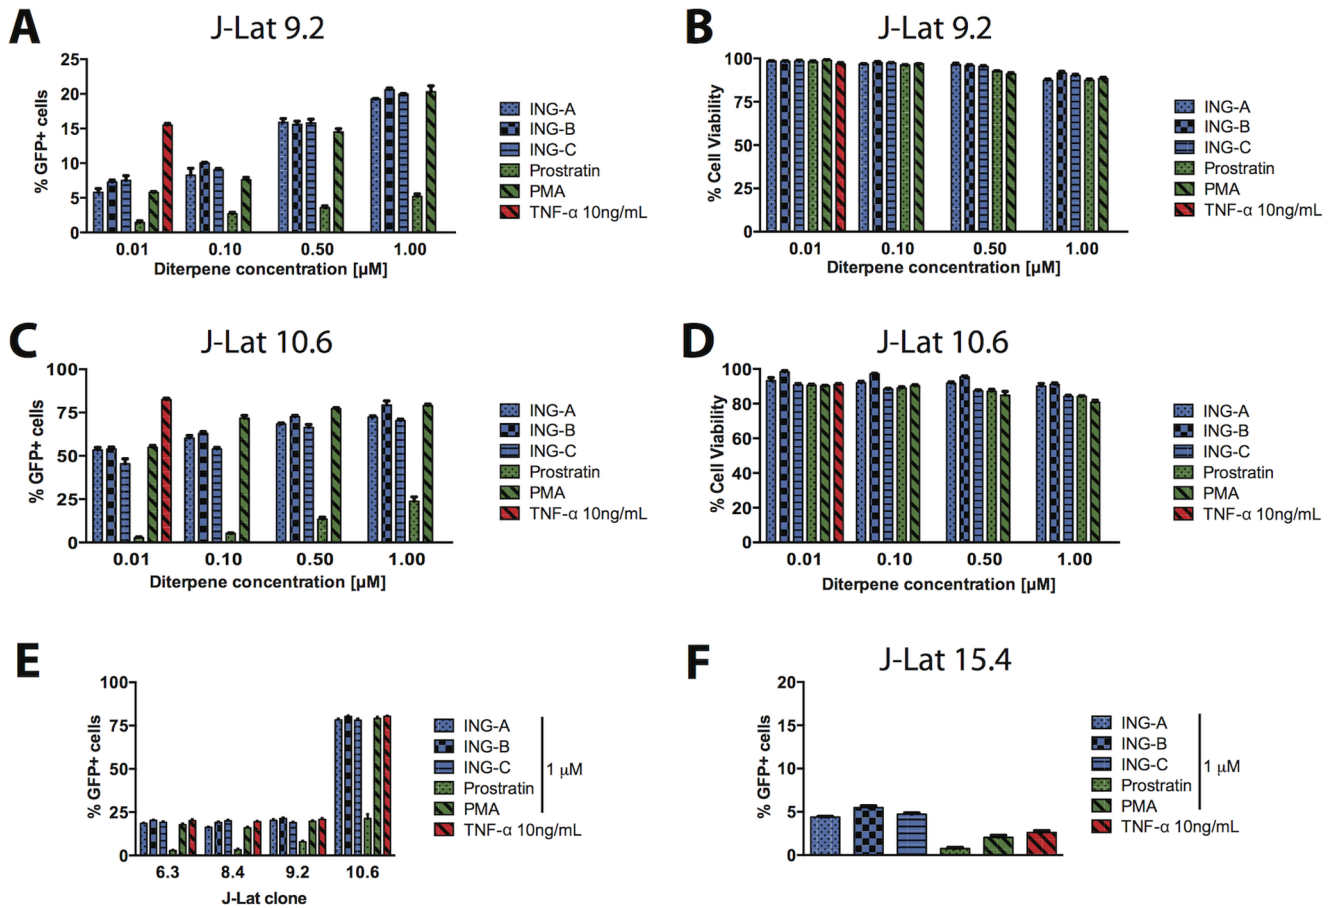 A
J-Lat 9.2
25
20
15
10
5
0
% GFP+ cells
0.01 0.10 0.50 1.00
Diterpene concentration [µM]
ING-A
ING-B
ING-C
Prostratin
PMA
TNF-α 10ng/mL
B
J-Lat 9.2
100
75
50
25
0
% Cell Viability
0.01 0.10 0.50 1.00
Diterpene concentration [µM]
ING-A
ING-B
ING-C
Prostratin
PMA
TNF-α 10ng/mL
C
J-Lat 10.6
100
75
50
25
0
% GFP+ cells
0.01 0.10 0.50 1.00
Diterpene concentration [µM]
ING-A
ING-B
ING-C
Prostratin
PMA
TNF-α 10ng/mL
D
J-Lat 10.6
100
80
60
40
20
0
% Cell Viability
0.01 0.10 0.50 1.00
Diterpene concentration [µM]
ING-A
ING-B
ING-C
Prostratin
PMA
TNF-α 10ng/mL
E
100
75
50
25
0
% GFP+ cells
6.3 8.4 9.2 10.6
J-Lat clone
ING-A
ING-B
ING-C
Prostratin
PMA
TNF-α 10ng/mL
1 µM
F
J-Lat 15.4
20
15
10
5
0
% GFP+ cells
ING-A
ING-B
ING-C
Prostratin
PMA
TNF-α 10ng/mL
1 µM